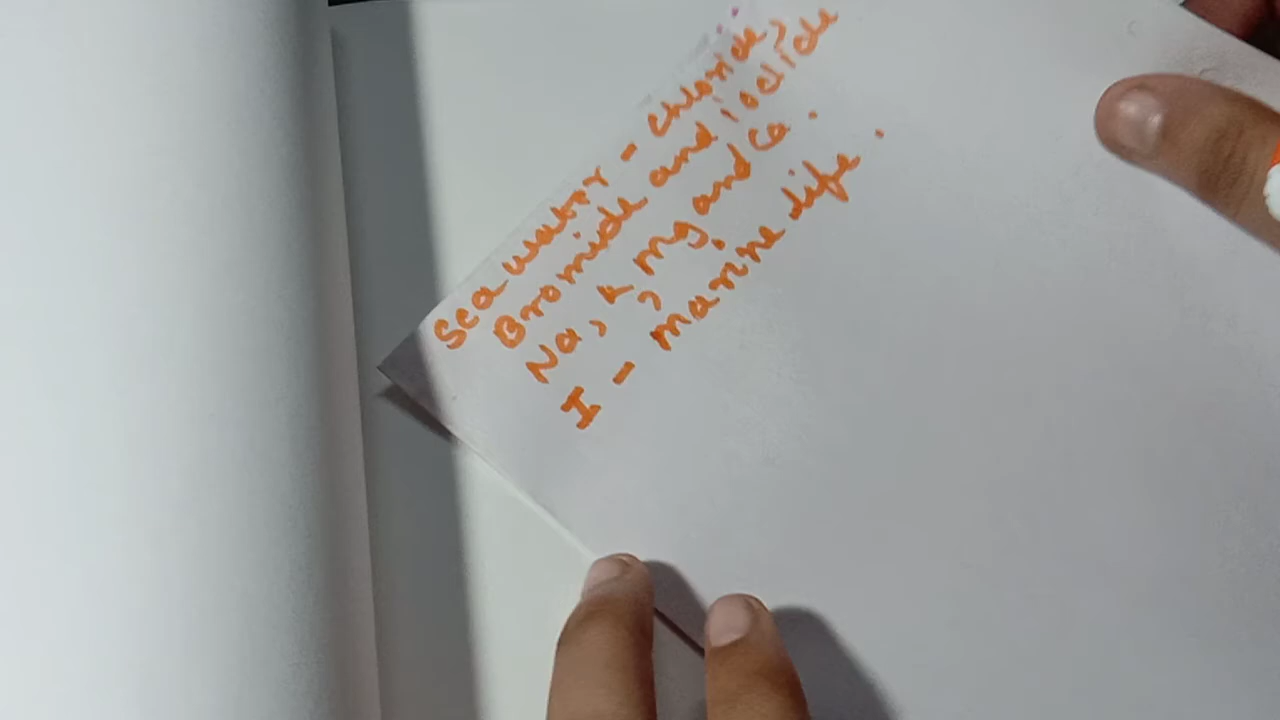 Sea water - chloride,
Bromide and iodide
Na, K, Mg and Ca.
I - marine life.